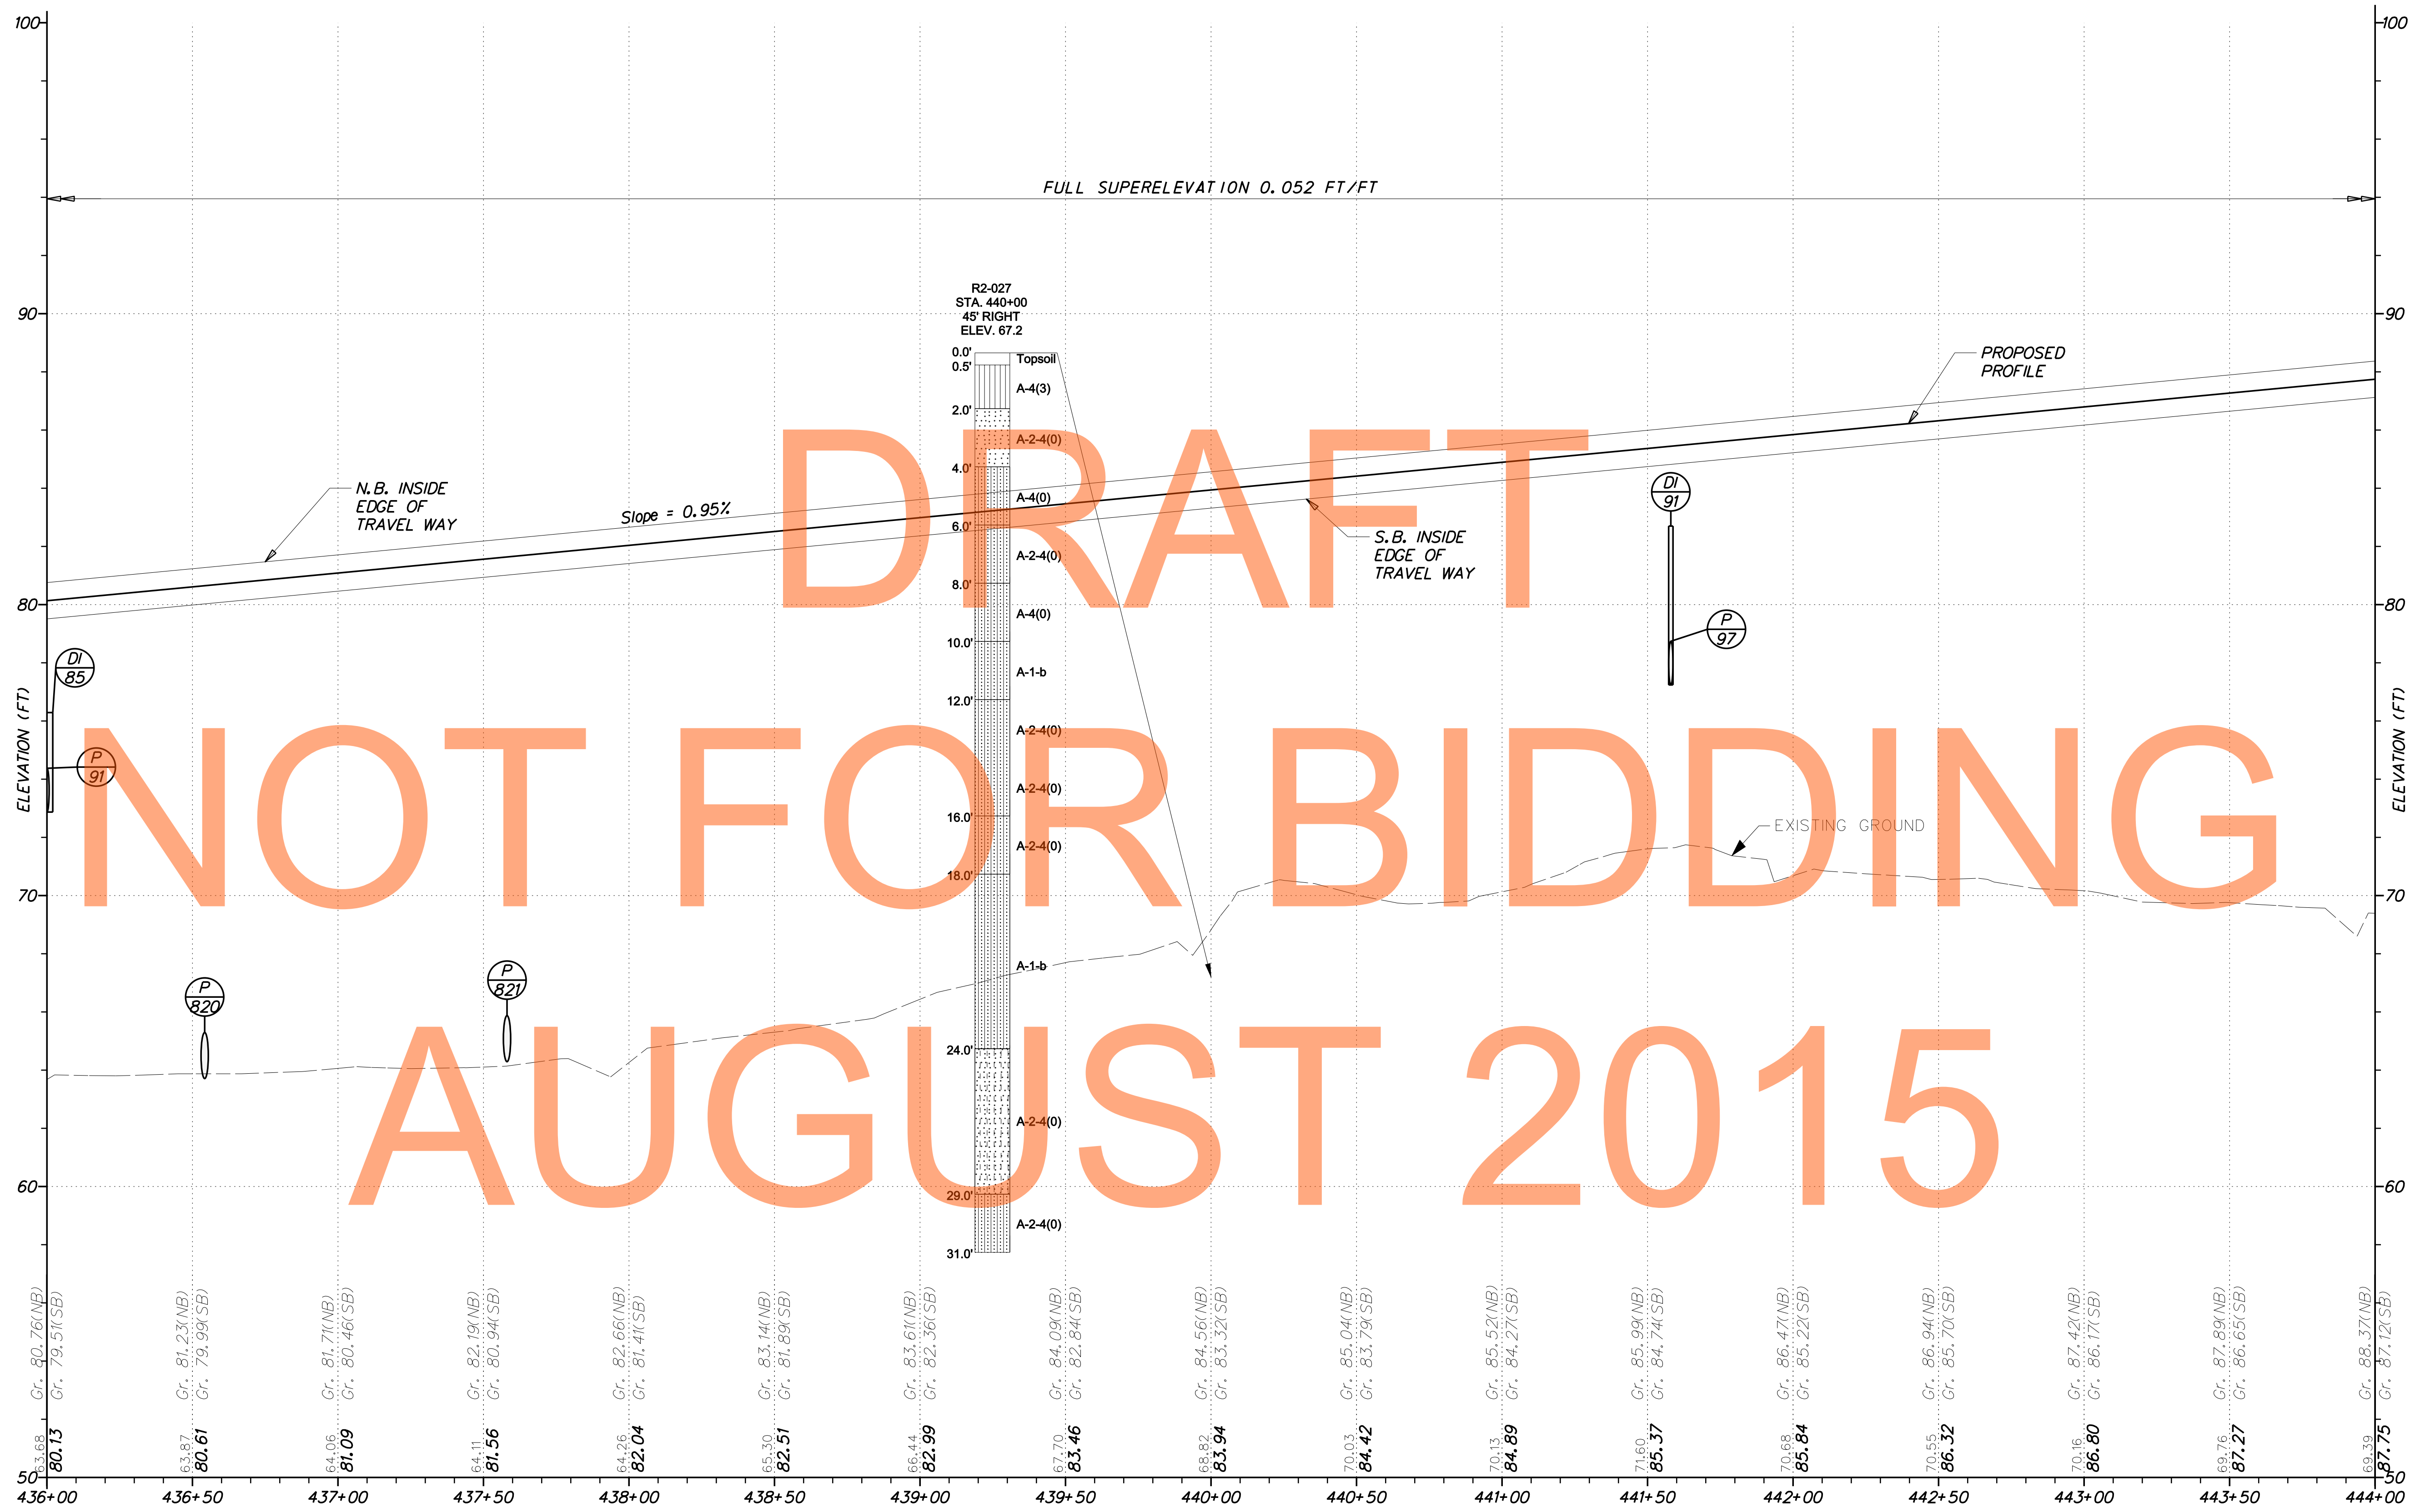 100
100
FULL SUPERELEVATION 0.052 FT/FT
R2-027
STA. 440+00
45' RIGHT
ELEV. 67.2
90
90
0.0'
Topsoil
0.5'
A-4(3)
2.0'
A-2-4(0)
4.0'
A-4(0)
6.0'
A-2-4(0)
8.0'
A-4(0)
10.0'
A-1-b
12.0'
A-2-4(0)
A-2-4(0)
16.0'
A-2-4(0)
18.0'
A-1-b
24.0'
A-2-4(0)
29.0'
A-2-4(0)
31.0'
PROPOSED
PROFILE
N.B. INSIDE
EDGE OF
TRAVEL WAY
Slope = 0.95%
S.B. INSIDE
EDGE OF
TRAVEL WAY
DI
91
P
97
80
80
DI
85
P
91
ELEVATION (FT)
ELEVATION (FT)
DRAFT
NOT FOR BIDDING
AUGUST 2015
EXISTING GROUND
70
70
P
820
P
821
60
60
Gr. 80.76(NB)
Gr. 79.51(SB)
Gr. 81.23(NB)
Gr. 79.99(SB)
Gr. 81.71(NB)
Gr. 80.46(SB)
Gr. 82.19(NB)
Gr. 80.94(SB)
Gr. 82.66(NB)
Gr. 81.41(SB)
Gr. 83.14(NB)
Gr. 81.89(SB)
Gr. 83.61(NB)
Gr. 82.36(SB)
Gr. 84.09(NB)
Gr. 82.84(SB)
Gr. 84.56(NB)
Gr. 83.32(SB)
Gr. 85.04(NB)
Gr. 83.79(SB)
Gr. 85.52(NB)
Gr. 84.27(SB)
Gr. 85.99(NB)
Gr. 84.74(SB)
Gr. 86.47(NB)
Gr. 85.22(SB)
Gr. 86.94(NB)
Gr. 85.70(SB)
Gr. 87.42(NB)
Gr. 86.17(SB)
Gr. 87.89(NB)
Gr. 86.65(SB)
Gr. 88.37(NB)
Gr. 87.12(SB)
63.68
80.13
63.87
80.61
64.06
81.09
64.11
81.56
64.26
82.04
65.30
82.51
66.44
82.99
67.70
83.46
68.82
83.94
70.03
84.42
70.13
84.89
71.60
85.37
70.68
85.84
70.55
86.32
70.16
86.80
69.76
87.27
69.39
87.75
50
50
436+00
436+50
437+00
437+50
438+00
438+50
439+00
439+50
440+00
440+50
441+00
441+50
442+00
442+50
443+00
443+50
444+00